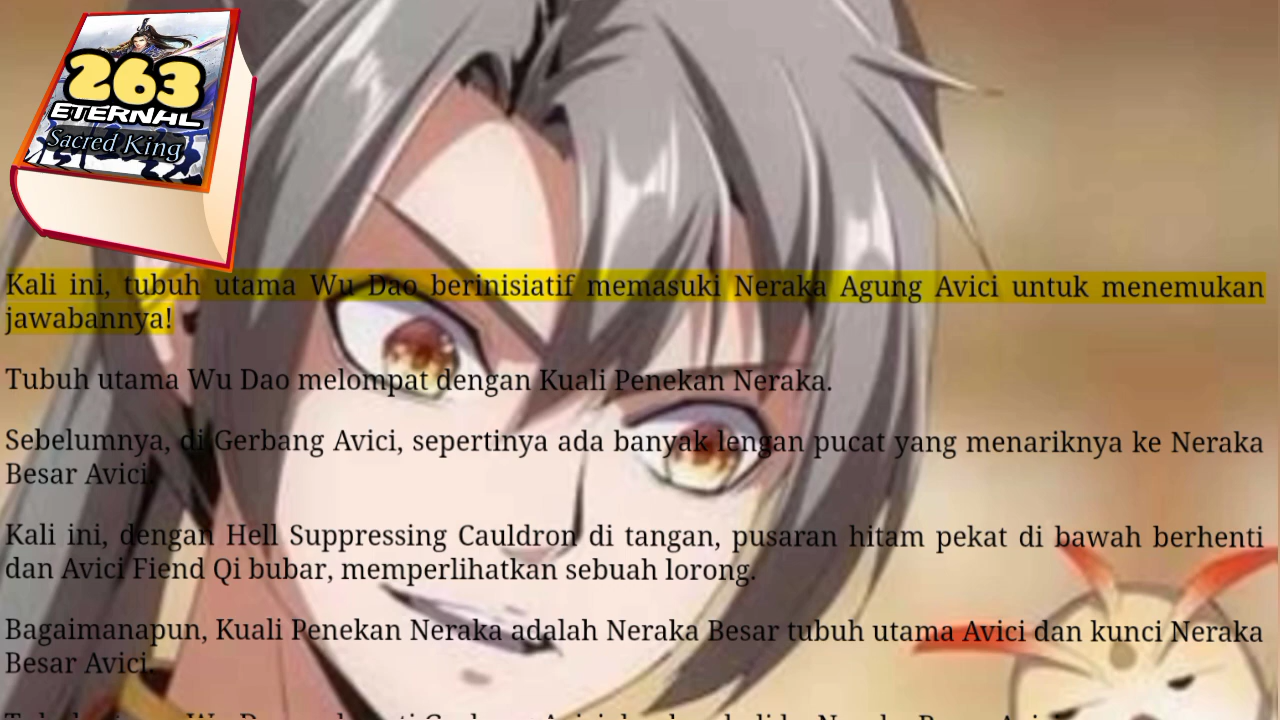 263
ETERNAL
Sacred King
Kali ini, tubuh utama Wu Dao berinisiatif memasuki Neraka Agung Avici untuk menemukan
jawabannya!
Tubuh utama Wu Dao melompat dengan Kuali Penekan Neraka.
Sebelumnya, di Gerbang Avici, sepertinya ada banyak lengan pucat yang menariknya ke Neraka
Besar Avici.
Kali ini, dengan Hell Suppressing Cauldron di tangan, pusaran hitam pekat di bawah berhenti
dan Avici Fiend Qi bubar, memperlihatkan sebuah lorong.
Bagaimanapun, Kuali Penekan Neraka adalah Neraka Besar tubuh utama Avici dan kunci Neraka
Besar Avici.